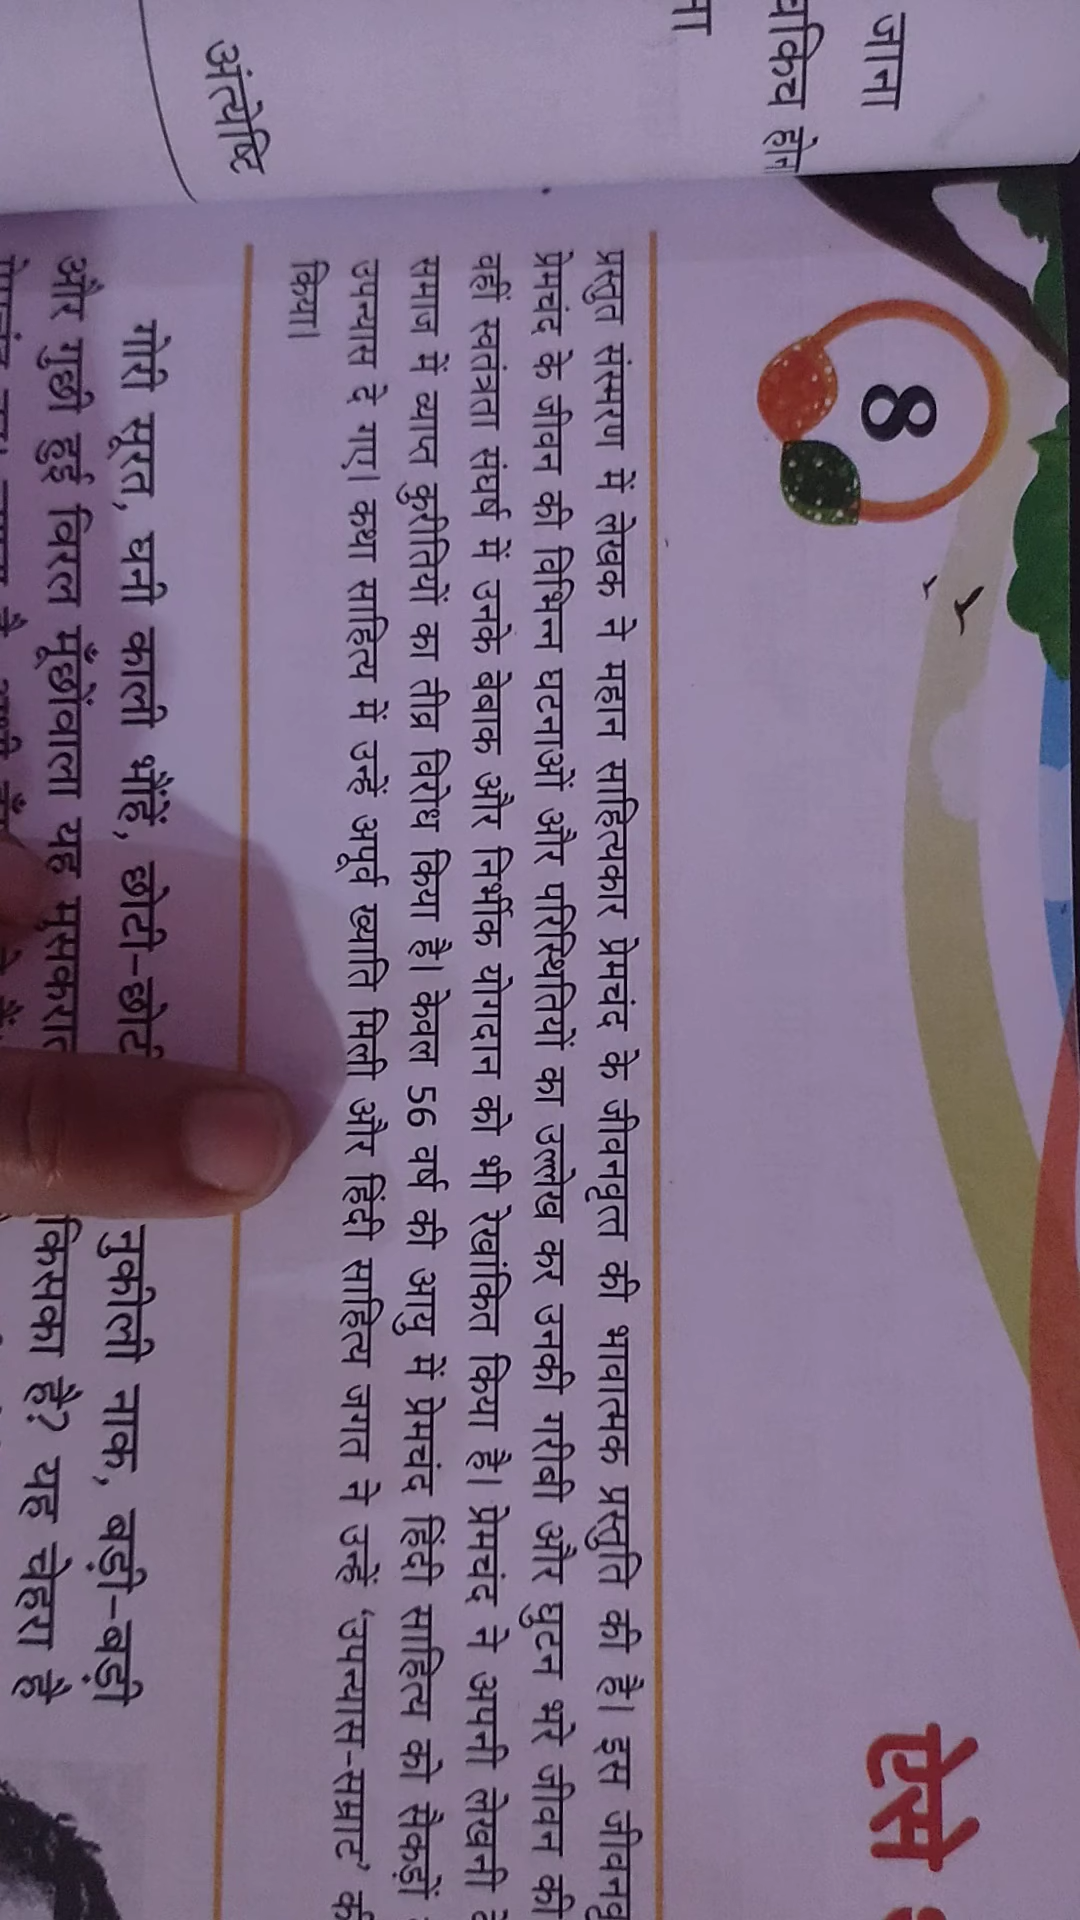 जाना
अंत्येष्टि
8
ऐसे
प्रस्तुत संस्मरण में लेखक ने महान साहित्यकार प्रेमचंद के जीवनवृत्त की भावात्मक प्रस्तुति की है। इस
प्रेमचंद के जीवन की विभिन्न घटनाओं और परिस्थितियों का उल्लेख कर उनकी गरीबी और घुटन भरे जीवन की
वहीं स्वतंत्रता संघर्ष में उनके बेबाक और निर्भीक योगदान को भी रेखांकित किया है। प्रेमचंद ने अपनी लेखनी
समाज में व्याप्त कुरीतियों का तीव्र विरोध किया है। केवल 56 वर्ष की आयु में प्रेमचंद हिंदी साहित्य को सैकड़ों
उपन्यास दे गए। कथा साहित्य में उन्हें अपूर्व ख्याति मिली और हिंदी साहित्य जगत ने उन्हें ‘उपन्यास-सम्राट’
किया।
गोरी सूरत, घनी काली भौंहें, छोटी- नुकीली नाक, बड़ी-बड़ी
और गुछी हुई विरल मूँछोंवाला यह किसका है? यह चेहरा है